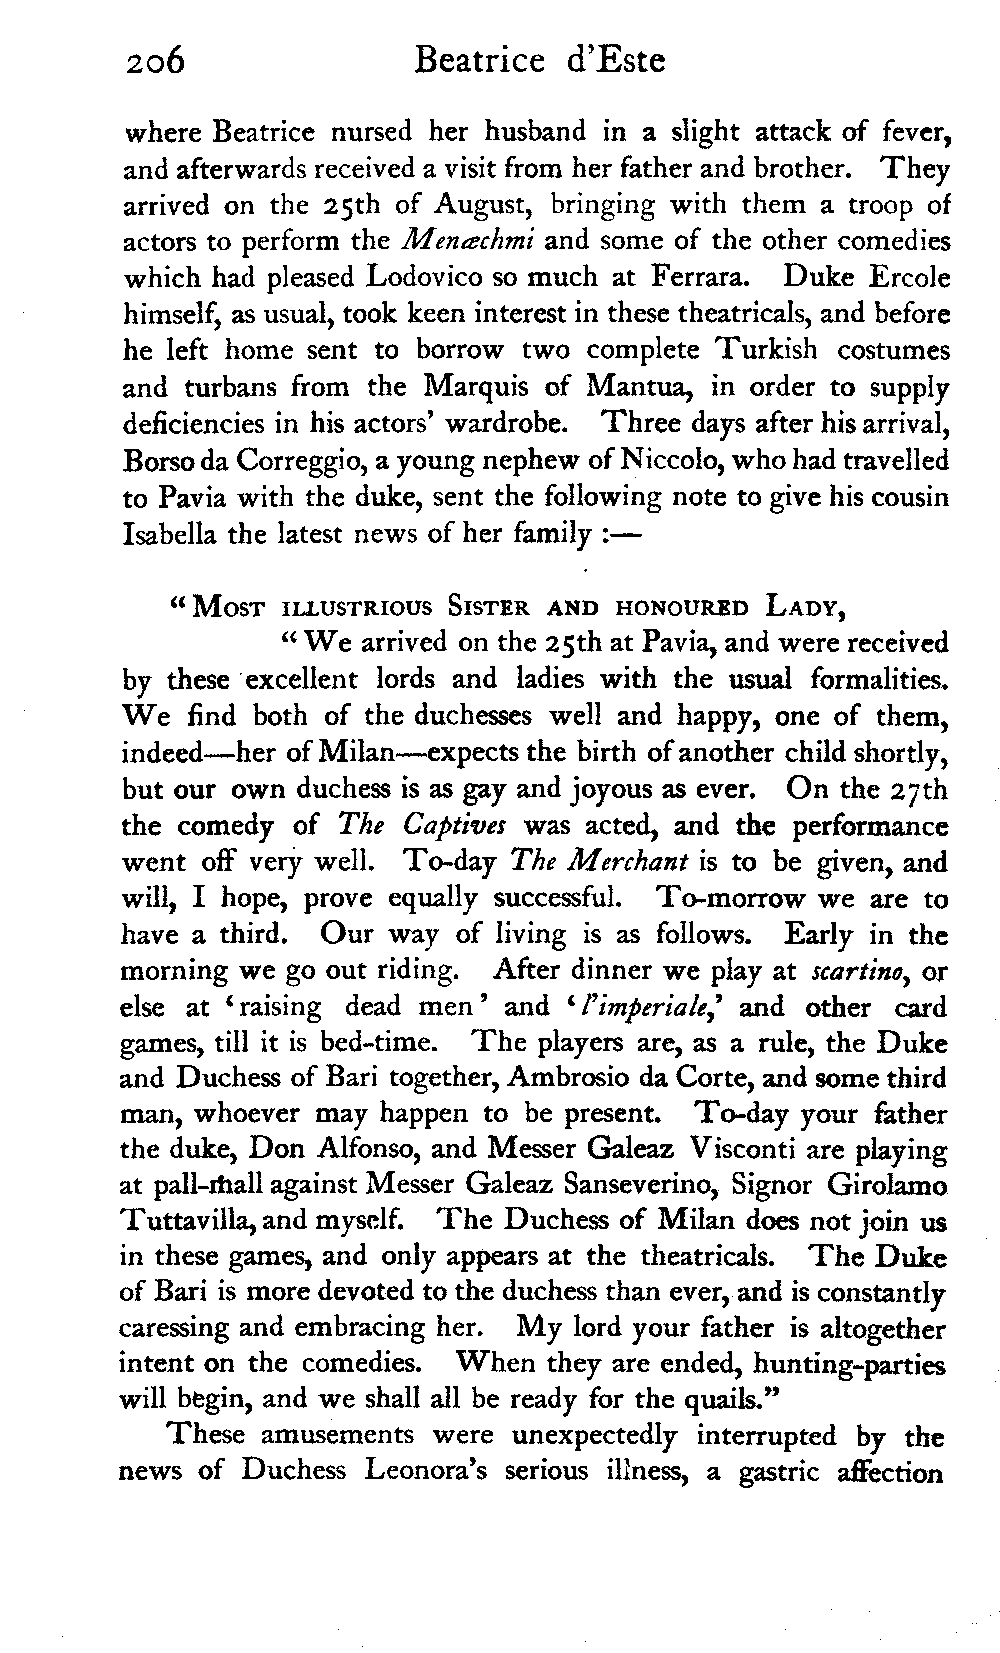 206 Beatrice d'Este
where Beatrice nursed her husband in a slight attack of fever,
and afterwards received a visit from her father and brother. They
arrived on the 25th of August, bringing with them a troop of
actors to perform the Menæchmi and some of the other comedies
which had pleased Lodovico so much at Ferrara. Duke Ercole
himself, as usual, took keen interest in these theatricals, and before
he left home sent to borrow two complete Turkish costumes
and turbans from the Marquis of Mantua, in order to supply
deficiencies in his actors' wardrobe. Three days after his arrival,
Borso da Correggio, a young nephew of Niccolo, who had travelled
to Pavia with the duke, sent the following note to give his cousin
Isabella the latest news of her family :—
"Most illustrious Sister and honoured Lady,
"We arrived on the 25th at Pavia, and were received
by these excellent lords and ladies with the usual formalities.
We find both of the duchesses well and happy, one of them,
indeed—her of Milan—expects the birth of another child shortly,
but our own duchess is as gay and joyous as ever. On the 27th
the comedy of The Captives was acted, and the performance
went off very well. To-day The Merchant is to be given, and
will, I hope, prove equally successful. To-morrow we are to
have a third. Our way of living is as follows. Early in the
morning we go out riding. After dinner we play at scartino, or
else at 'raising dead men' and 'l'imperiale,' and other card
games, till it is bed-time. The players are, as a rule, the Duke
and Duchess of Bari together, Ambrosio da Corte, and some third
man, whoever may happen to be present. To-day your father
the duke, Don Alfonso, and Messer Galeaz Visconti are playing
at pall-mall against Messer Galeaz Sanseverino, Signor Girolamo
Tuttavilla, and myself. The Duchess of Milan does not join us
in these games, and only appears at the theatricals. The Duke
of Bari is more devoted to the duchess than ever, and is constantly
caressing and embracing her. My lord your father is altogether
intent on the comedies. When they are ended, hunting-parties
will begin, and we shall all be ready for the quails."
These amusements were unexpectedly interrupted by the
news of Duchess Leonora's serious illness, a gastric affection